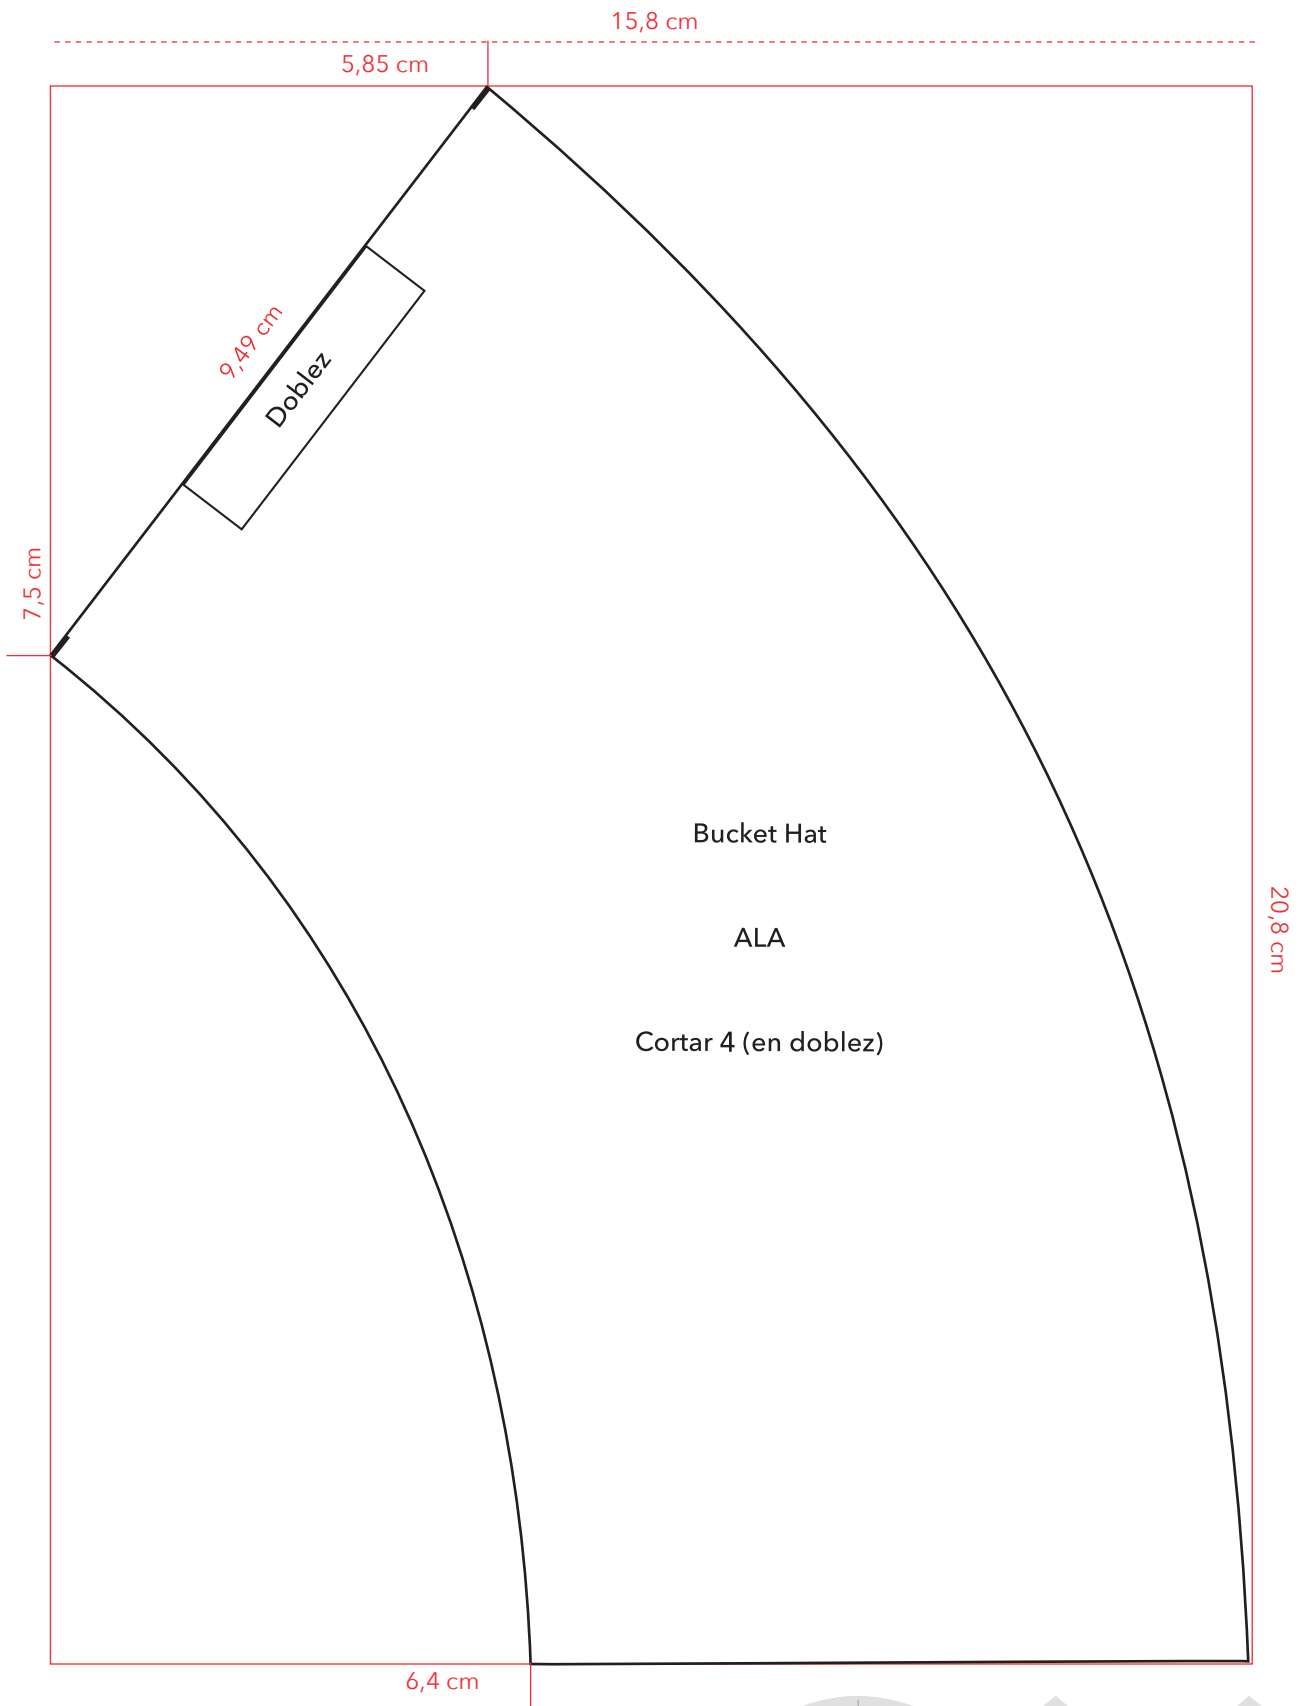 15,8 cm
5,85 cm
9,49 cm
Doblez
7,5 cm
Bucket Hat
ALA
20,8 cm
Cortar 4 (en doblez)
6,4 cm